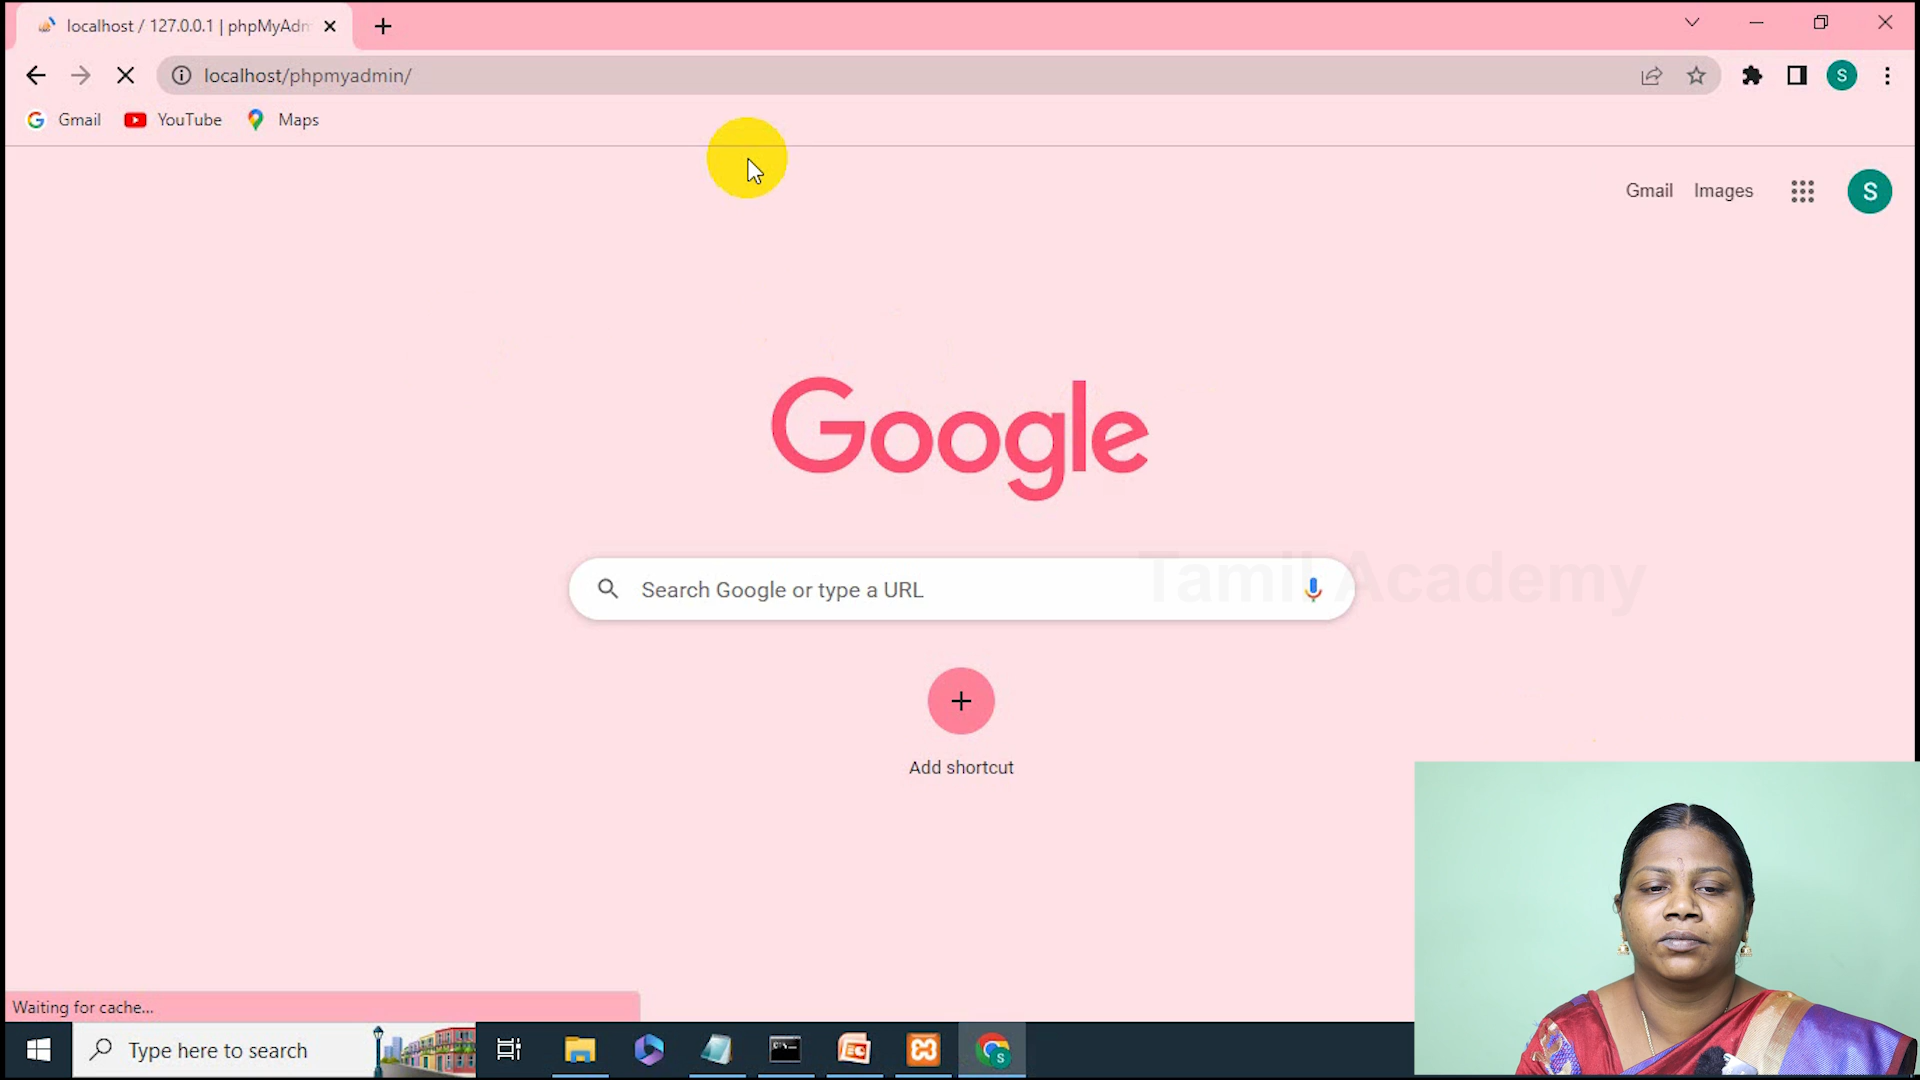 localhost / 127.0.0.1 | phpMyAdm
localhost/phpmyadmin/
S
Gmail
YouTube
Maps
Gmail
Images
S
Google
Search Google or type a URL
Tamil Academy
Add shortcut
Waiting for cache...
Type here to search
S